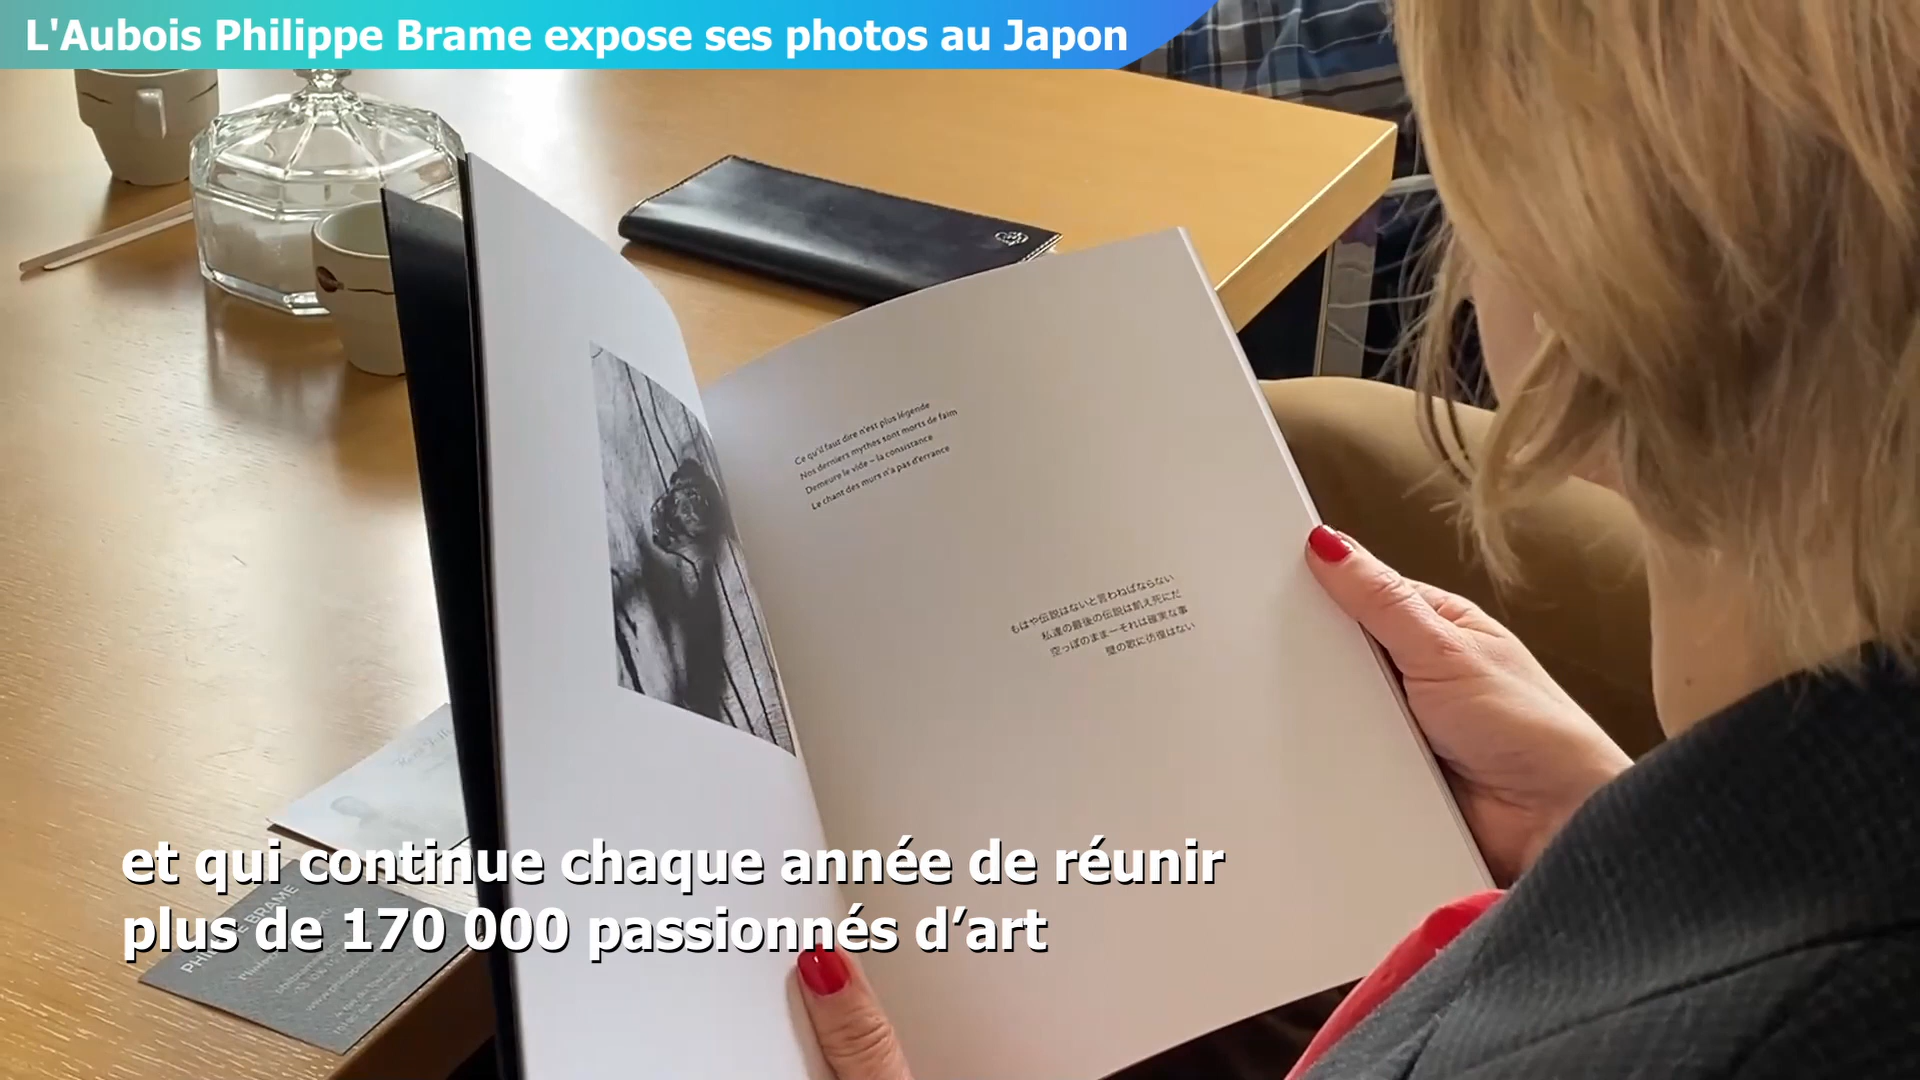 L'Aubois Philippe Brame expose ses photos au Japon
Ce qu'il faut dire n'est plus légende
Nos derniers mythes sont morts de faim
Demeure le vide – la consistance
Le chant des murs n'a pas d'errance
もはや伝説はないと言わねばならない
私達の最後の伝説は飢え死にだ
空っぽのままーそれは確実な事
壁の歌に彷徨はない
et qui continue chaque année de réunir
plus de 170 000 passionnés d’art
BRAME